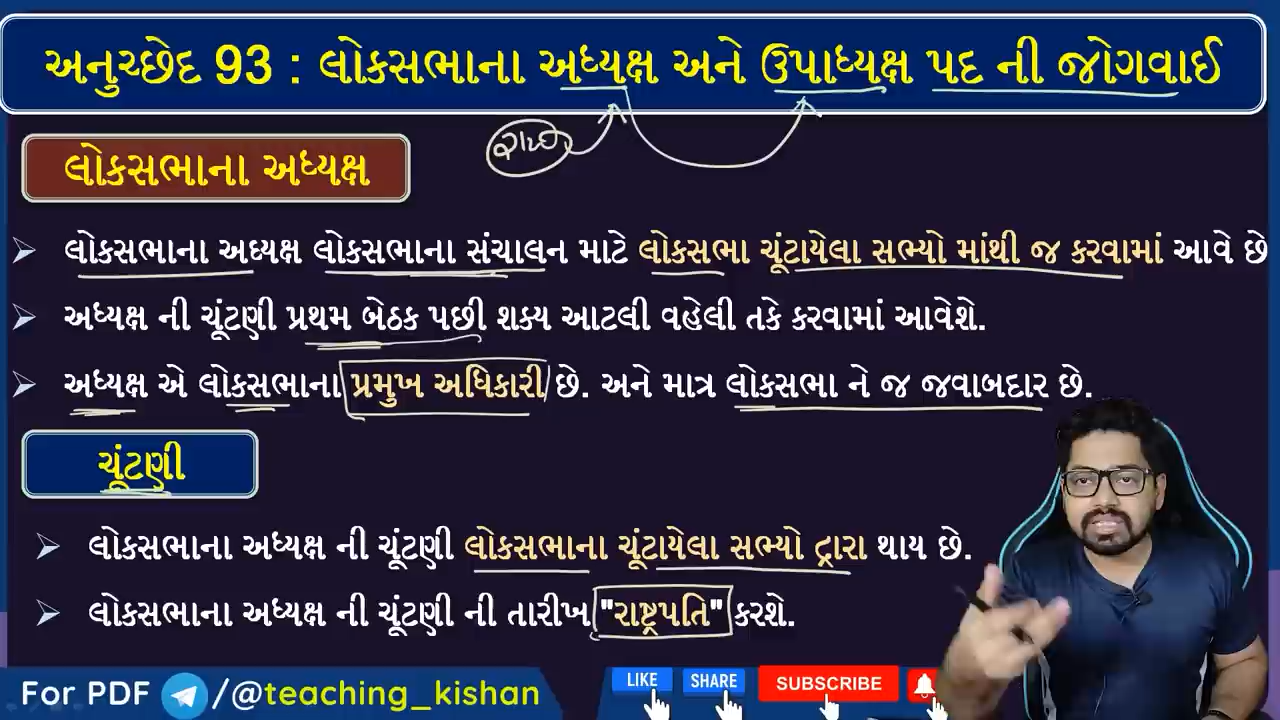 અનુચ્છેદ 93 : લોકસભાના અધ્યક્ષ અને ઉપાધ્યક્ષ પદ ની જોગવાઈ
લોકસભાના અધ્યક્ષ
લોકસભાના અધ્યક્ષ લોકસભાના સંચાલન માટે લોકસભા ચૂંટાયેલા સભ્યો માંથી જ કરવામાં આવે છે
અધ્યક્ષ ની ચૂંટણી પ્રથમ બેઠક પછી શક્ય આટલી વહેલી તકે કરવામાં આવેશે.
અધ્યક્ષ એ લોકસભાના પ્રમુખ અધિકારી છે. અને માત્ર લોકસભા ને જ જવાબદાર છે.
ચૂંટણી
લોકસભાના અધ્યક્ષ ની ચૂંટણી લોકસભાના ચૂંટાયેલા સભ્યો દ્વારા થાય છે.
લોકસભાના અધ્યક્ષ ની ચૂંટણી ની તારીખ "રાષ્ટ્રપતિ" કરશે.
For PDF /@teaching_kishan
LIKE SHARE SUBSCRIBE